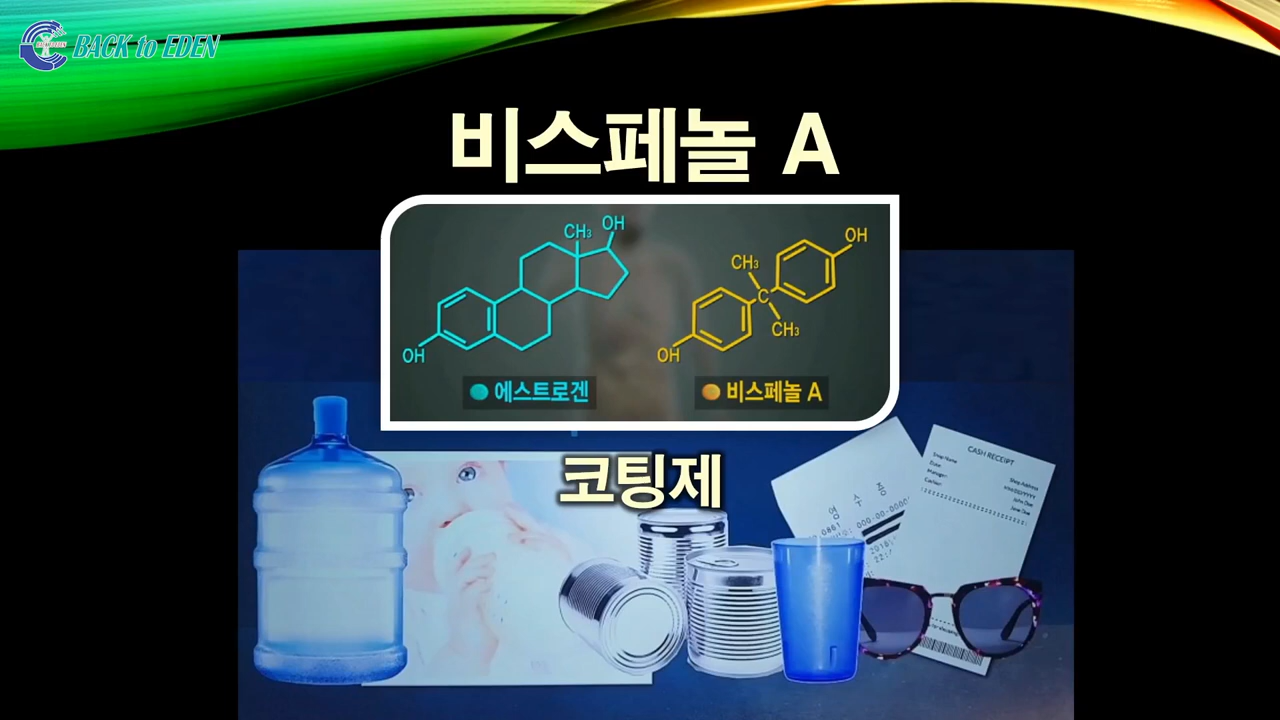 BACK to EDEN
비스페놀 A
CH₃ OH
OH
CH₃
C
CH₃
OH
OH
에스트로겐
비스페놀 A
코팅제
CASH RECEIPT
영 수 증